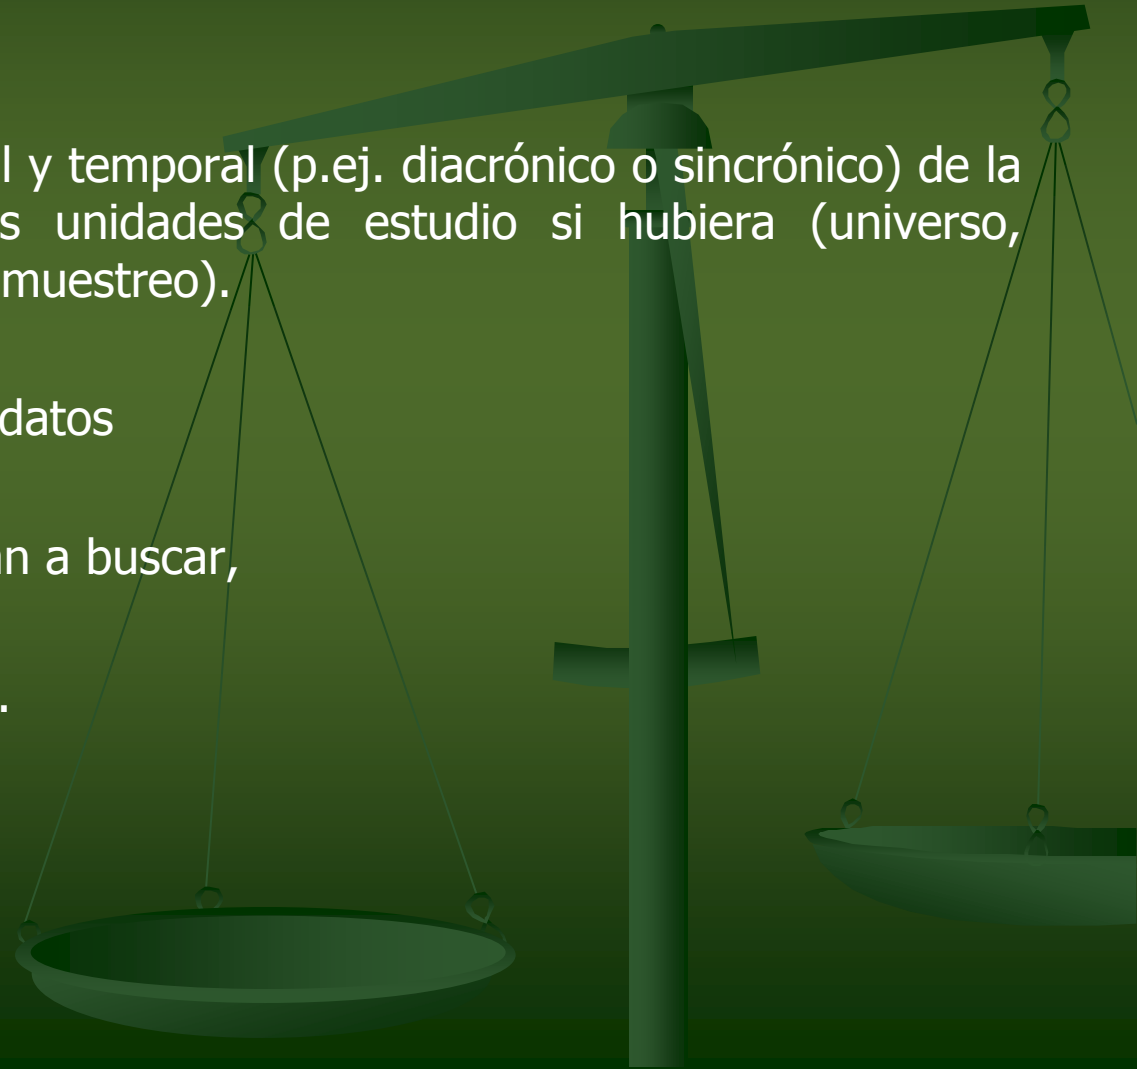 l y temporal (p.ej. diacrónico o sincrónico) de la
s unidades de estudio si hubiera (universo,
muestreo).
datos
n a buscar,
.